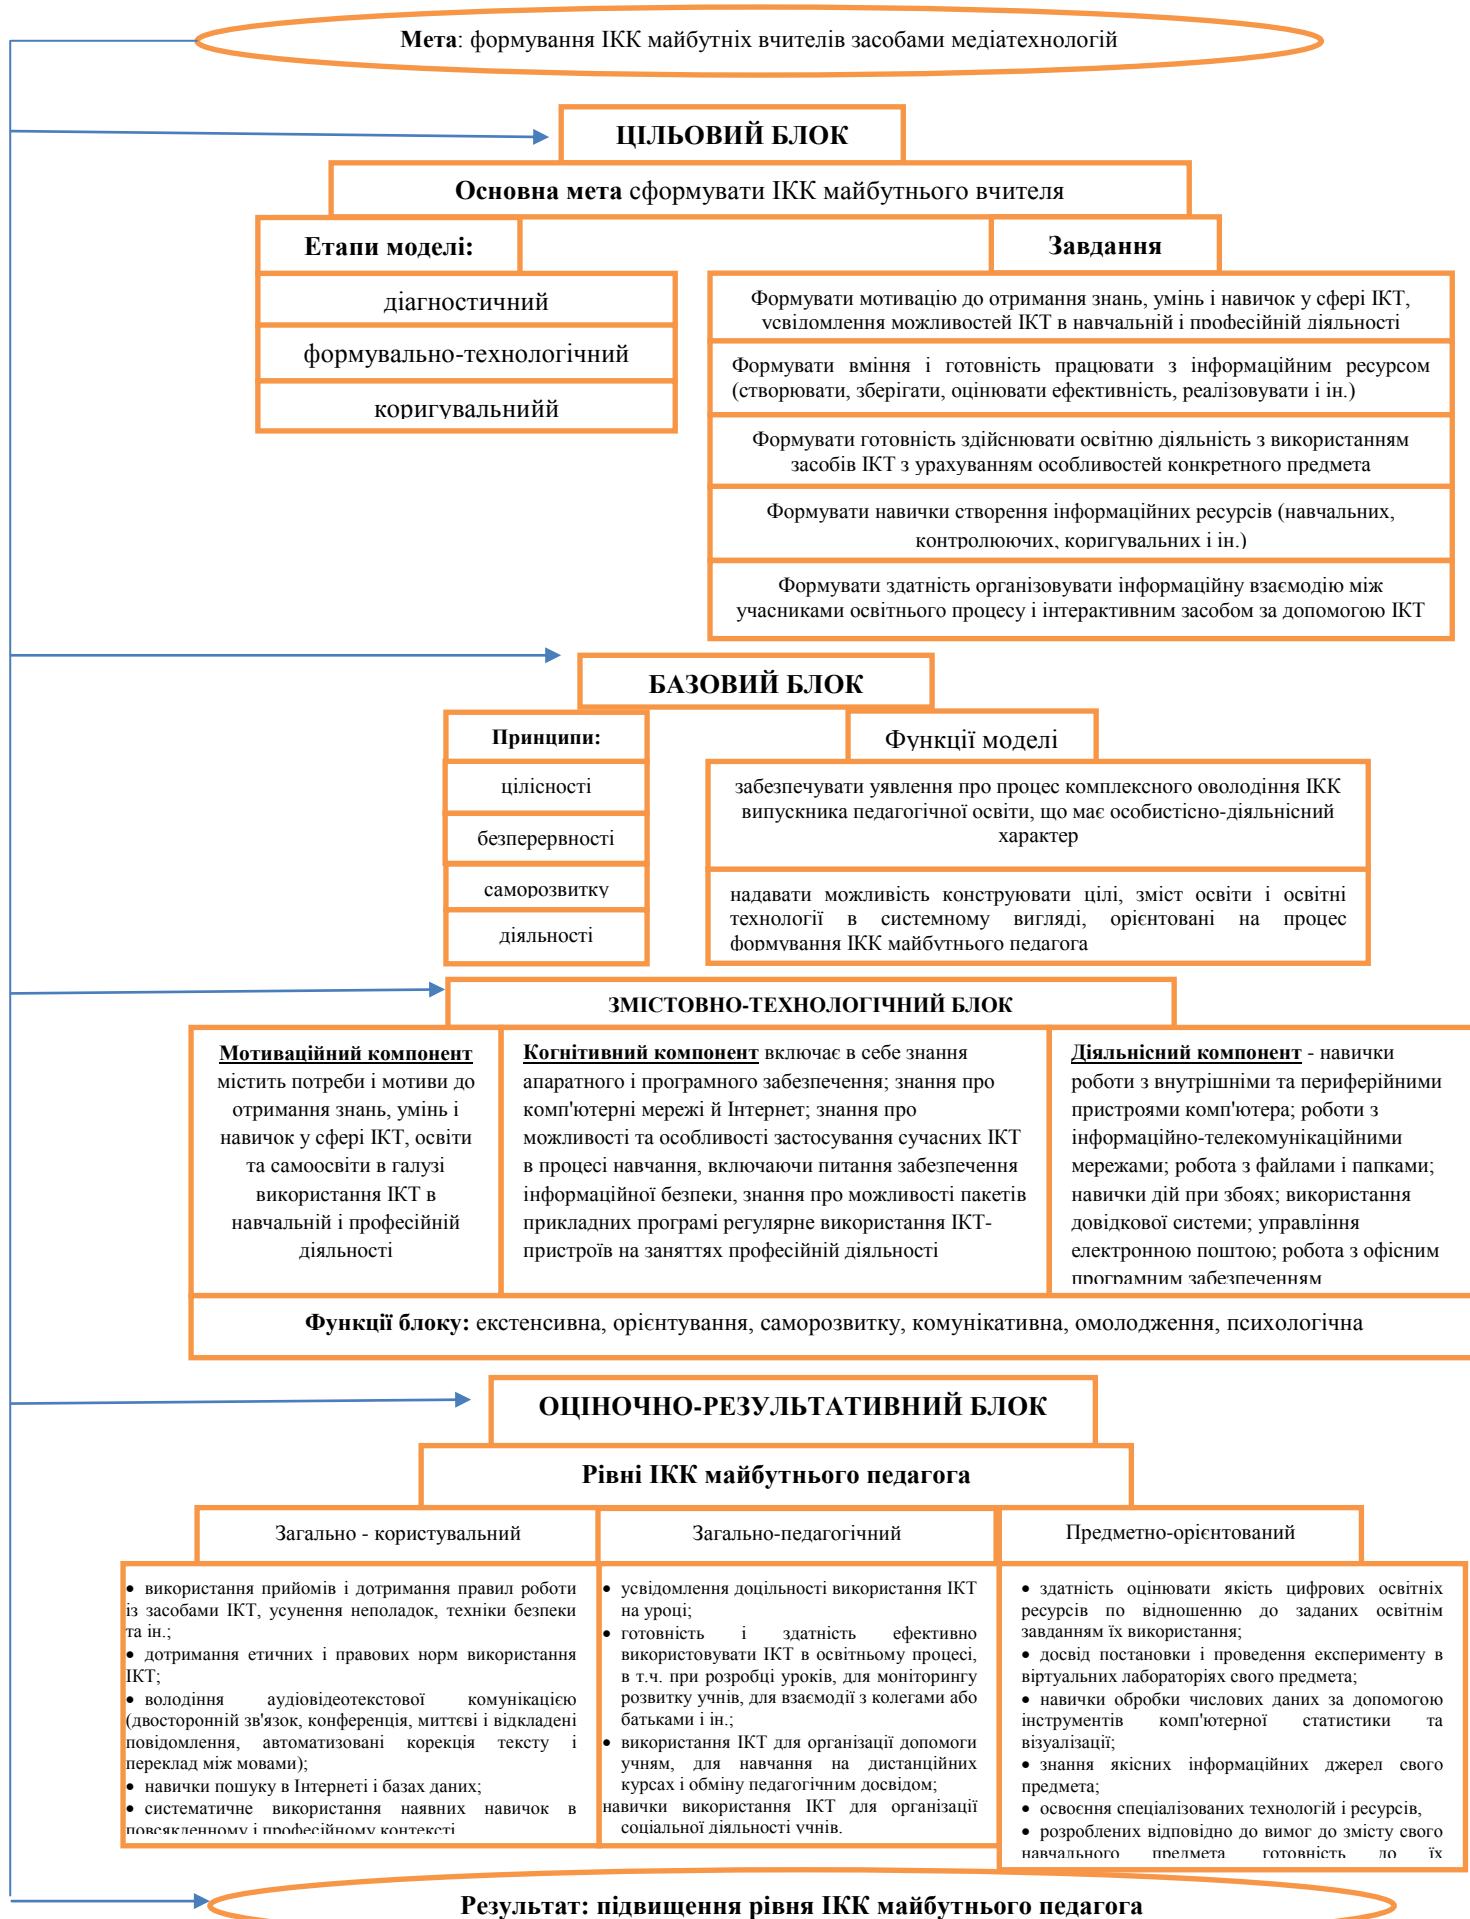 Мета: формування ІКК майбутніх вчителів засобами медіатехнологій
ЦІЛЬОВИЙ БЛОК
Основна мета сформувати ІКК майбутнього вчителя
Етапи моделі:
діагностичний
формувально-технологічний
коригувальнийй
Завдання
Формувати мотивацію до отримання знань, умінь і навичок у сфері ІКТ,
усвідомлення можливостей ІКТ в навчальній і професійній діяльності
Формувати вміння і готовність працювати з інформаційним ресурсом
(створювати, зберігати, оцінювати ефективність, реалізовувати і ін.)
Формувати готовність здійснювати освітню діяльність з використанням
засобів ІКТ з урахуванням особливостей конкретного предмета
Формувати навички створення інформаційних ресурсів (навчальних,
контролюючих, коригувальних і ін.)
Формувати здатність організовувати інформаційну взаємодію між
учасниками освітнього процесу і інтерактивним засобом за допомогою ІКТ
БАЗОВИЙ БЛОК
Принципи:
цілісності
безперервності
саморозвитку
діяльності
Функції моделі
забезпечувати уявлення про процес комплексного оволодіння ІКК
випускника педагогічної освіти, що має особистісно-діяльнісний
характер
надавати можливість конструювати цілі, зміст освіти і освітні
технології в системному вигляді, орієнтовані на процес
формування ІКК майбутнього педагога
ЗМІСТОВНО-ТЕХНОЛОГІЧНИЙ БЛОК
Мотиваційний компонент
містить потреби і мотиви до
отримання знань, умінь і
навичок у сфері ІКТ, освіти
та самоосвіти в галузі
використання ІКТ в
навчальній і професійній
діяльності
Когнітивний компонент включає в себе знання
апаратного і програмного забезпечення; знання про
комп'ютерні мережі й Інтернет; знання про
можливості та особливості застосування сучасних ІКТ
в процесі навчання, включаючи питання забезпечення
інформаційної безпеки, знання про можливості пакетів
прикладних програмі регулярне використання ІКТ-
пристроїв на заняттях професійній діяльності
Діяльнісний компонент - навички
роботи з внутрішніми та периферійними
пристроями комп'ютера; роботи з
інформаційно-телекомунікаційними
мережами; робота з файлами і папками;
навички дій при збоях; використання
довідкової системи; управління
електронною поштою; робота з офісним
програмним забезпеченням
Функції блоку: екстенсивна, орієнтування, саморозвитку, комунікативна, омолодження, психологічна
ОЦІНОЧНО-РЕЗУЛЬТАТИВНИЙ БЛОК
Рівні ІКК майбутнього педагога
Загально - користувальний
• використання прийомів і дотримання правил роботи
із засобами ІКТ, усунення неполадок, техніки безпеки
та ін.;
• дотримання етичних і правових норм використання
ІКТ;
• володіння аудіовідеотекстової комунікацією
(двосторонній зв'язок, конференція, миттєві і відкладені
повідомлення, автоматизовані корекція тексту і
переклад між мовами);
• навички пошуку в Інтернеті і базах даних;
• систематичне використання наявних навичок в
повсякденному і професійному контексті
Загально-педагогічний
• усвідомлення доцільності використання ІКТ
на уроці;
• готовність і здатність ефективно
використовувати ІКТ в освітньому процесі,
в т.ч. при розробці уроків, для моніторингу
розвитку учнів, для взаємодії з колегами або
батьками і ін.;
• використання ІКТ для організації допомоги
учням, для навчання на дистанційних
курсах і обміну педагогічним досвідом;
навички використання ІКТ для організації
соціальної діяльності учнів.
Предметно-орієнтований
• здатність оцінювати якість цифрових освітніх
ресурсів по відношенню до заданих освітнім
завданням їх використання;
• досвід постановки і проведення експерименту в
віртуальних лабораторіях свого предмета;
• навички обробки числових даних за допомогою
інструментів комп'ютерної статистики та
візуалізації;
• знання якісних інформаційних джерел свого
предмета;
• освоєння спеціалізованих технологій і ресурсів,
• розроблених відповідно до вимог до змісту свого
навчального предмета, готовність до їх
Результат: підвищення рівня ІКК майбутнього педагога